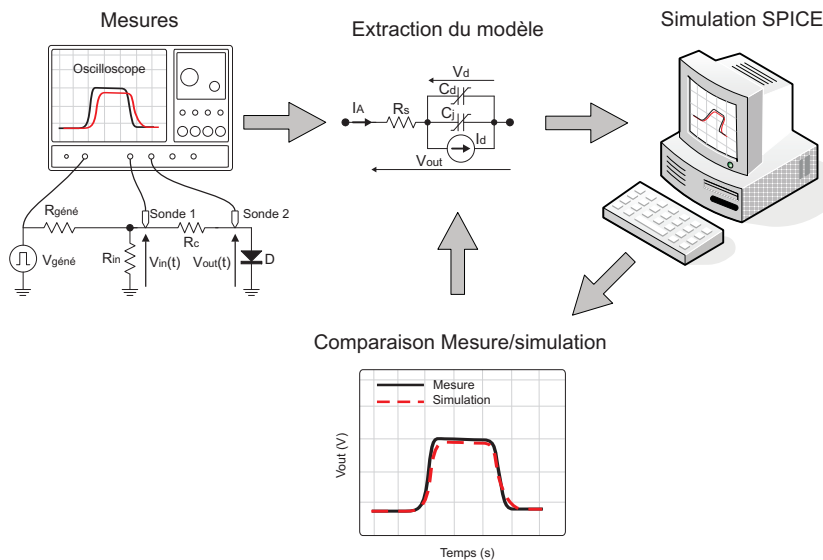 Mesures
Extraction du modèle
Simulation SPICE
Oscilloscope
Vd
Cd
IA
Rs
Cj
Id
Vout
Sonde 1
Sonde 2
Rgéné
Rc
Vgéné
Rin
Vin(t)
Vout(t)
D
Comparaison Mesure/simulation
Mesure
Simulation
Vout (V)
Temps (s)